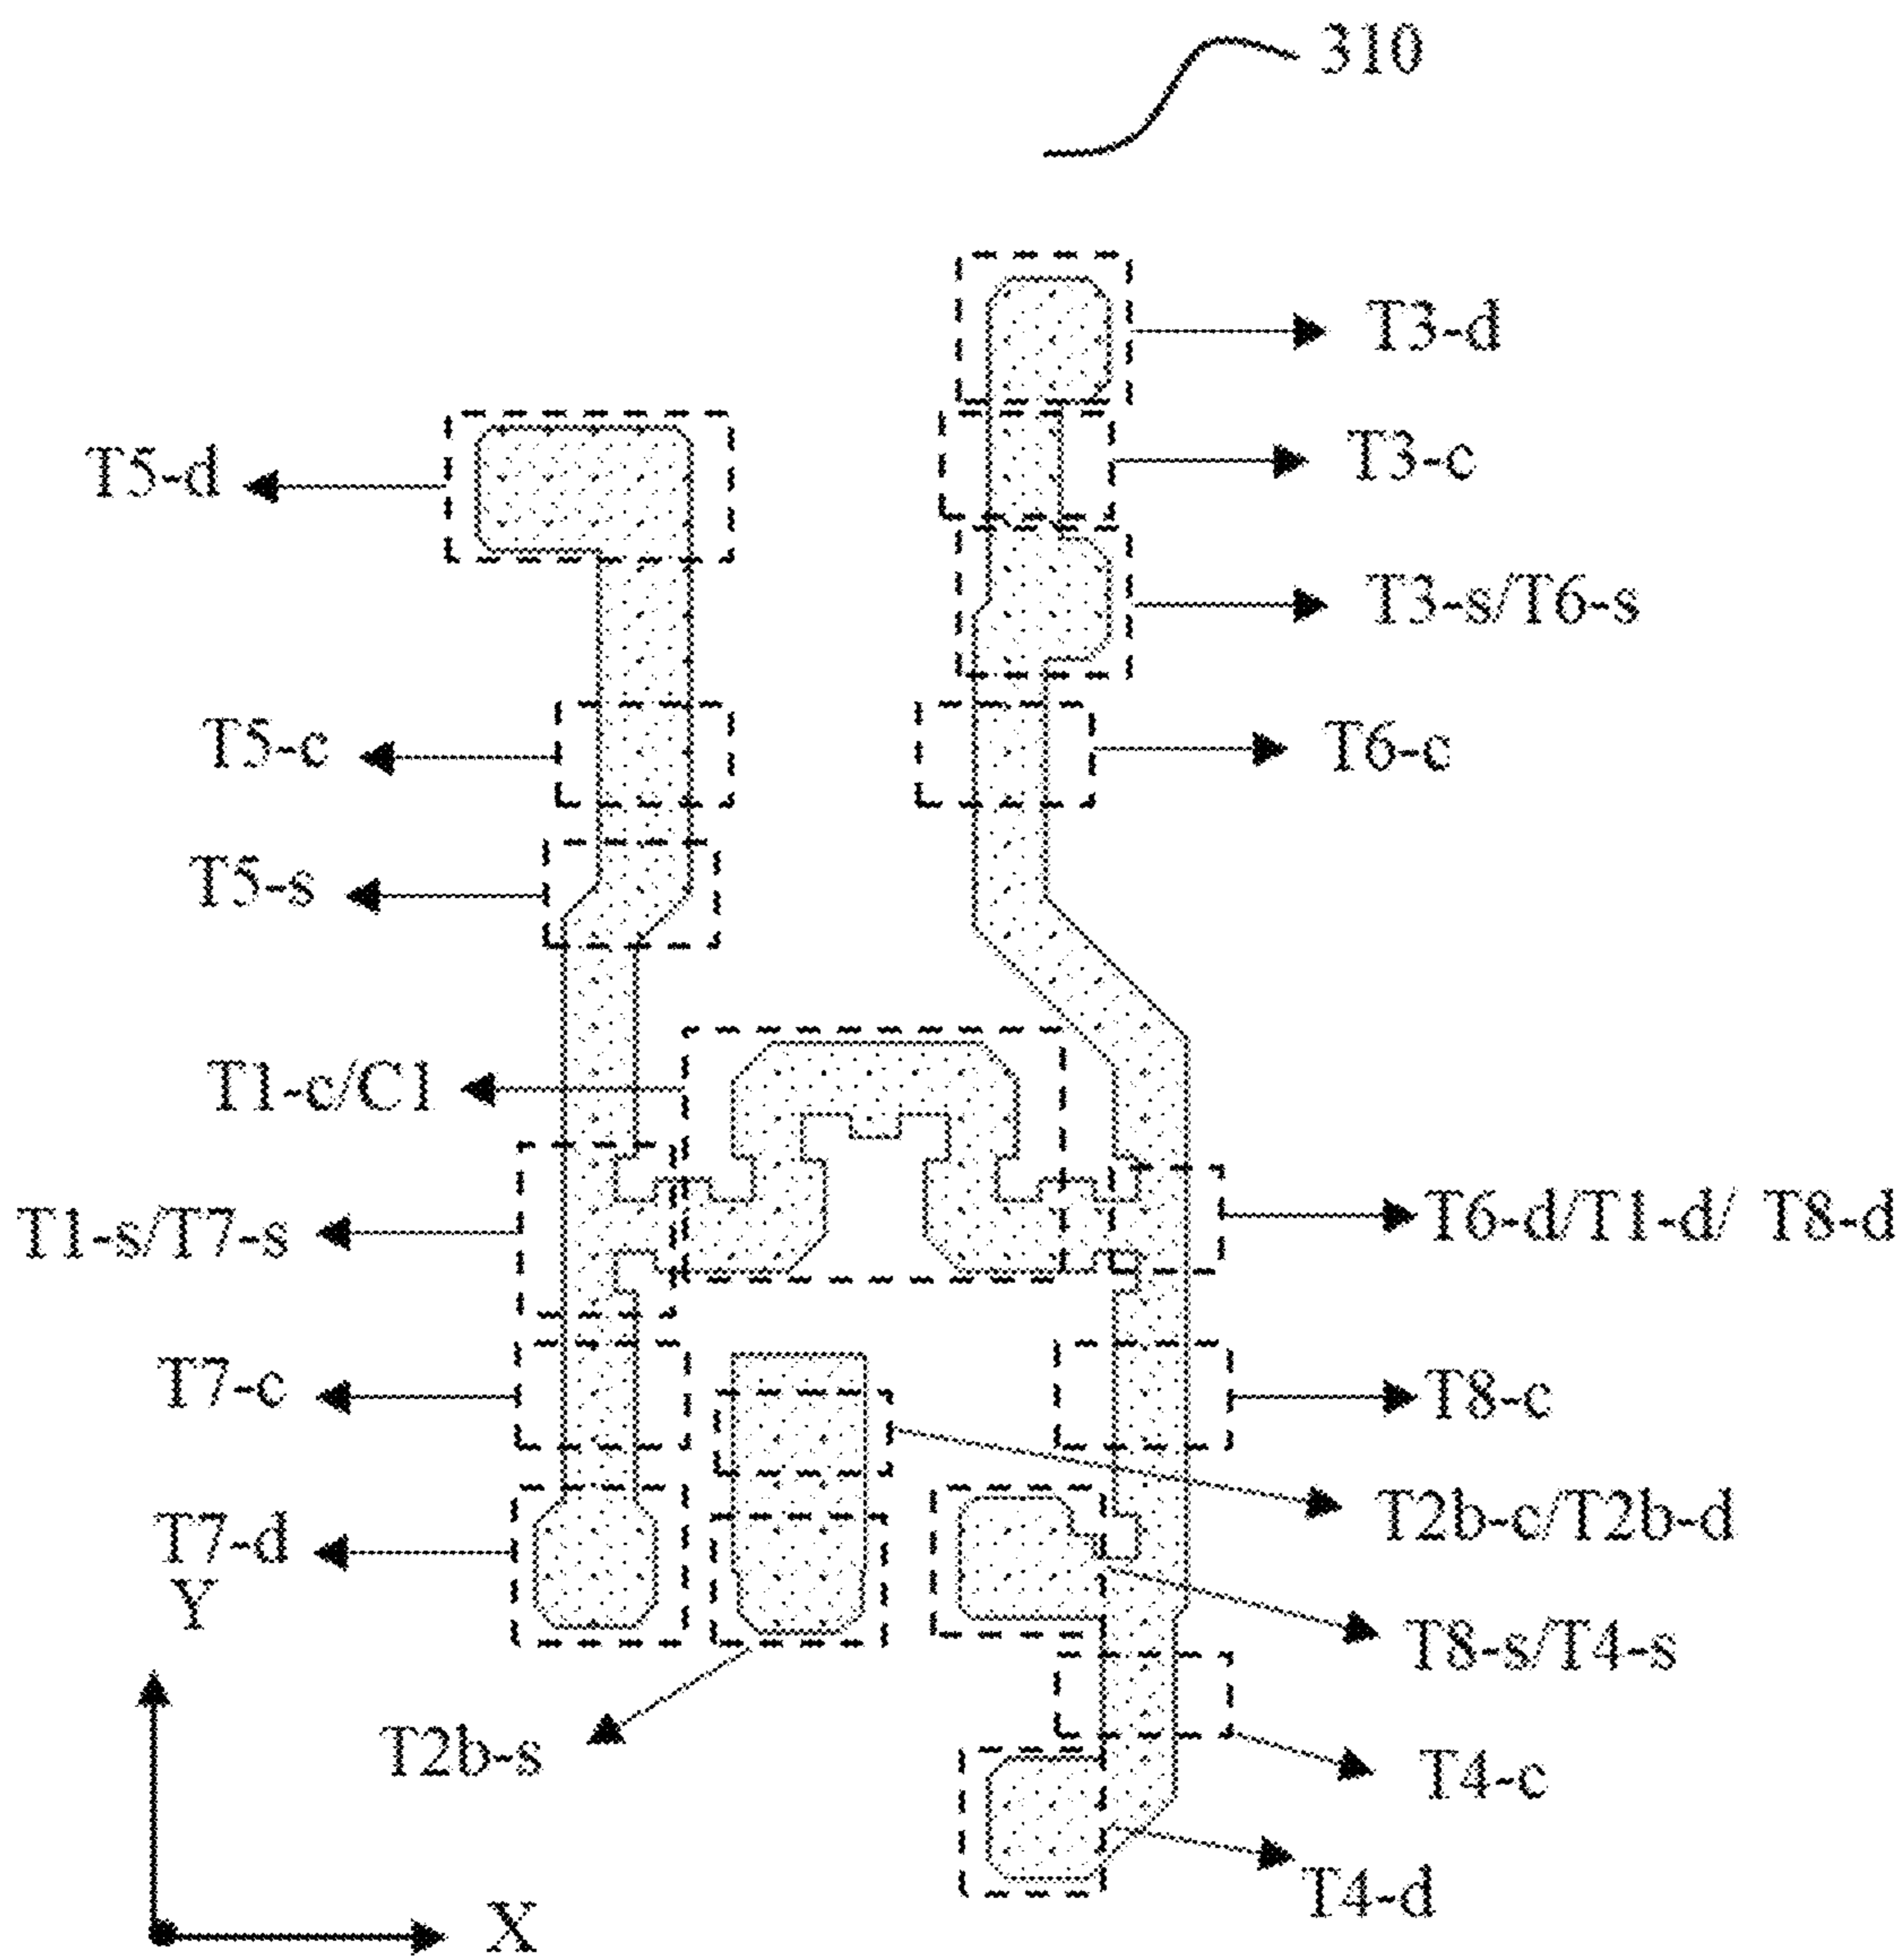 310
T3-d
T3-c
T5-d
T3-s/T6-s
T5-c
T6-c
T5-s
T1-c/C1
T1-s/T7-s
T6-d/T1-d/ T8-d
T7-c
T8-c
T2b-c/T2b-d
T7-d
Y
T8-s/T4-s
T2b-s
T4-c
T4-d
X